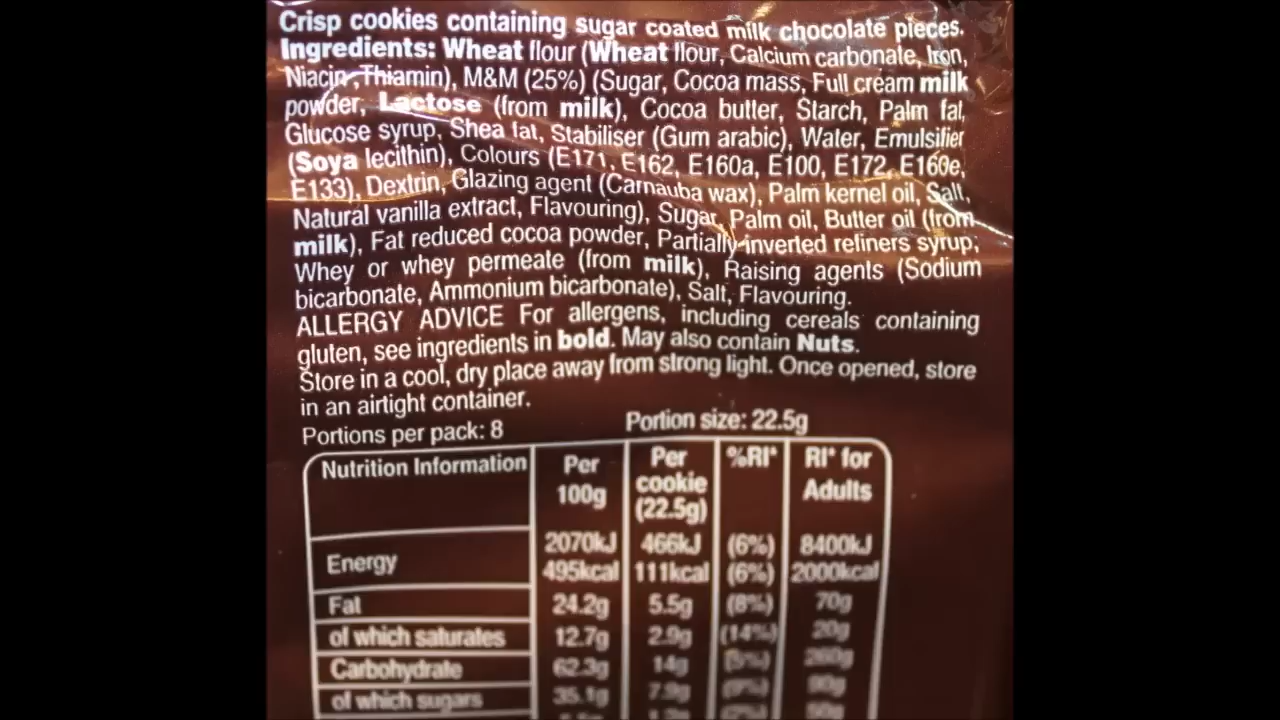 Crisp cookies containing sugar coated milk chocolate pieces.
Ingredients: Wheat flour (Wheat flour, Calcium carbonate, Iron,
Niacin, Thiamin), M&M (25%) (Sugar, Cocoa mass, Full cream milk
powder, Lactose (from milk), Cocoa butter, Starch, Palm fat,
Glucose syrup, Shea fat, Stabiliser (Gum arabic), Water, Emulsifier
(Soya lecithin), Colours (E171, E162, E160a, E100, E172, E160e,
E133), Dextrin, Glazing agent (Carnauba wax), Palm kernel oil, Salt,
Natural vanilla extract, Flavouring), Sugar, Palm oil, Butter oil (from
milk), Fat reduced cocoa powder, Partially inverted refiners syrup,
Whey or whey permeate (from milk), Raising agents (Sodium
bicarbonate, Ammonium bicarbonate), Salt, Flavouring.
ALLERGY ADVICE For allergens, including cereals containing
gluten, see ingredients in bold. May also contain Nuts.
Store in a cool, dry place away from strong light. Once opened, store
in an airtight container.
Portions per pack: 8 Portion size: 22.5g
Nutrition Information Per 100g Per cookie (22.5g) %RI* RI* for Adults
Energy 2070kJ 466kJ (6%) 8400kJ
495kcal 111kcal (6%) 2000kcal
Fat 24.2g 5.5g (8%) 70g
of which saturates 12.7g 2.9g (14%) 20g
Carbohydrate 62.3g 14g (5%) 260g
of which sugars 35.1g 7.9g (9%) 90g